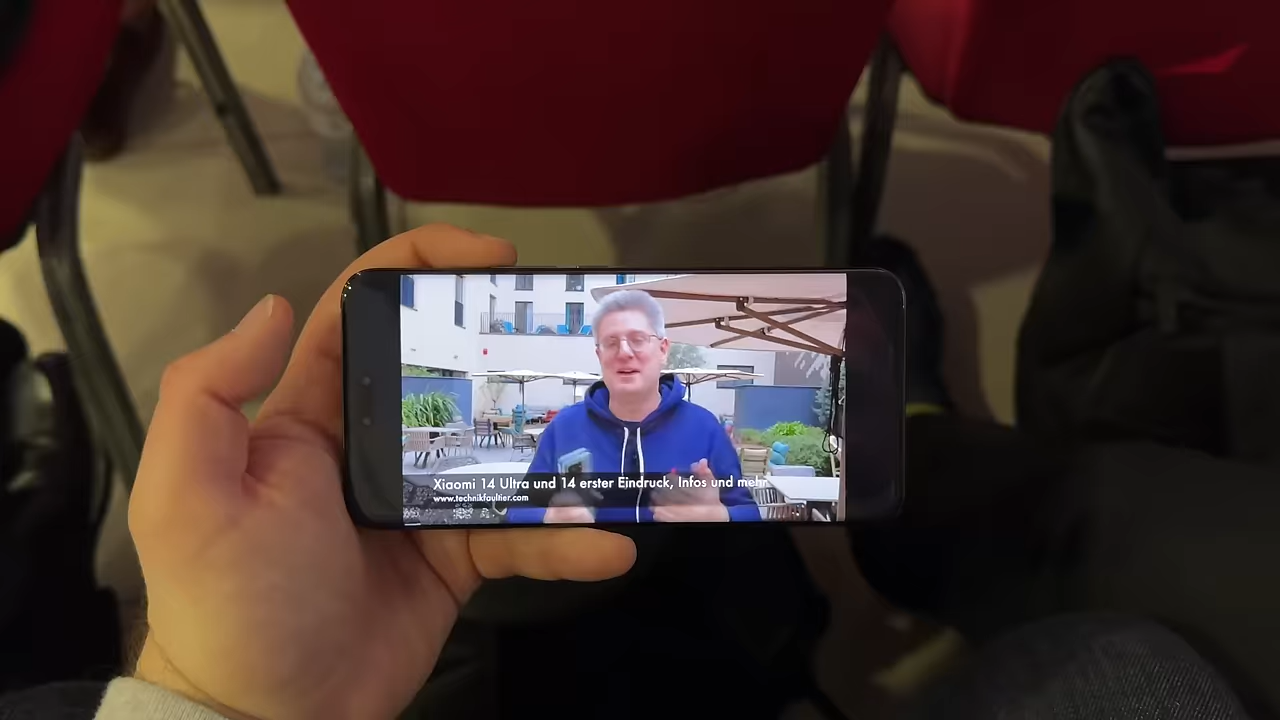 Xiaomi 14 Ultra und 14 erster Eindruck, Infos und mehr
www.technikfaultier.com